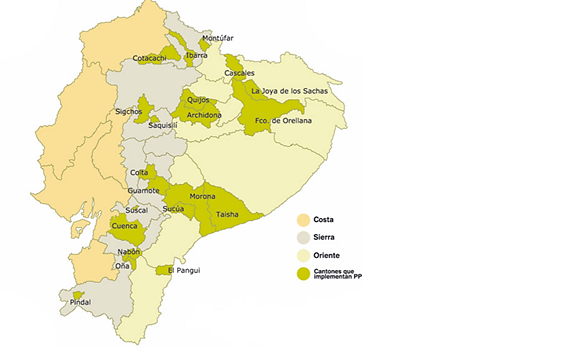 Montúfar
Cotacachi
Ibarra
Cascales
La Joya de los Sachas
Quijos
Sigchos
Archidona
Fco. de Orellana
Saquisilí
Colta
Guamote
Morona
Suscal
Sucúa
Taisha
Costa
Cuenca
Sierra
Nabón
Oriente
Oña
El Pangui
Cantones que
implementan PP
Pindal